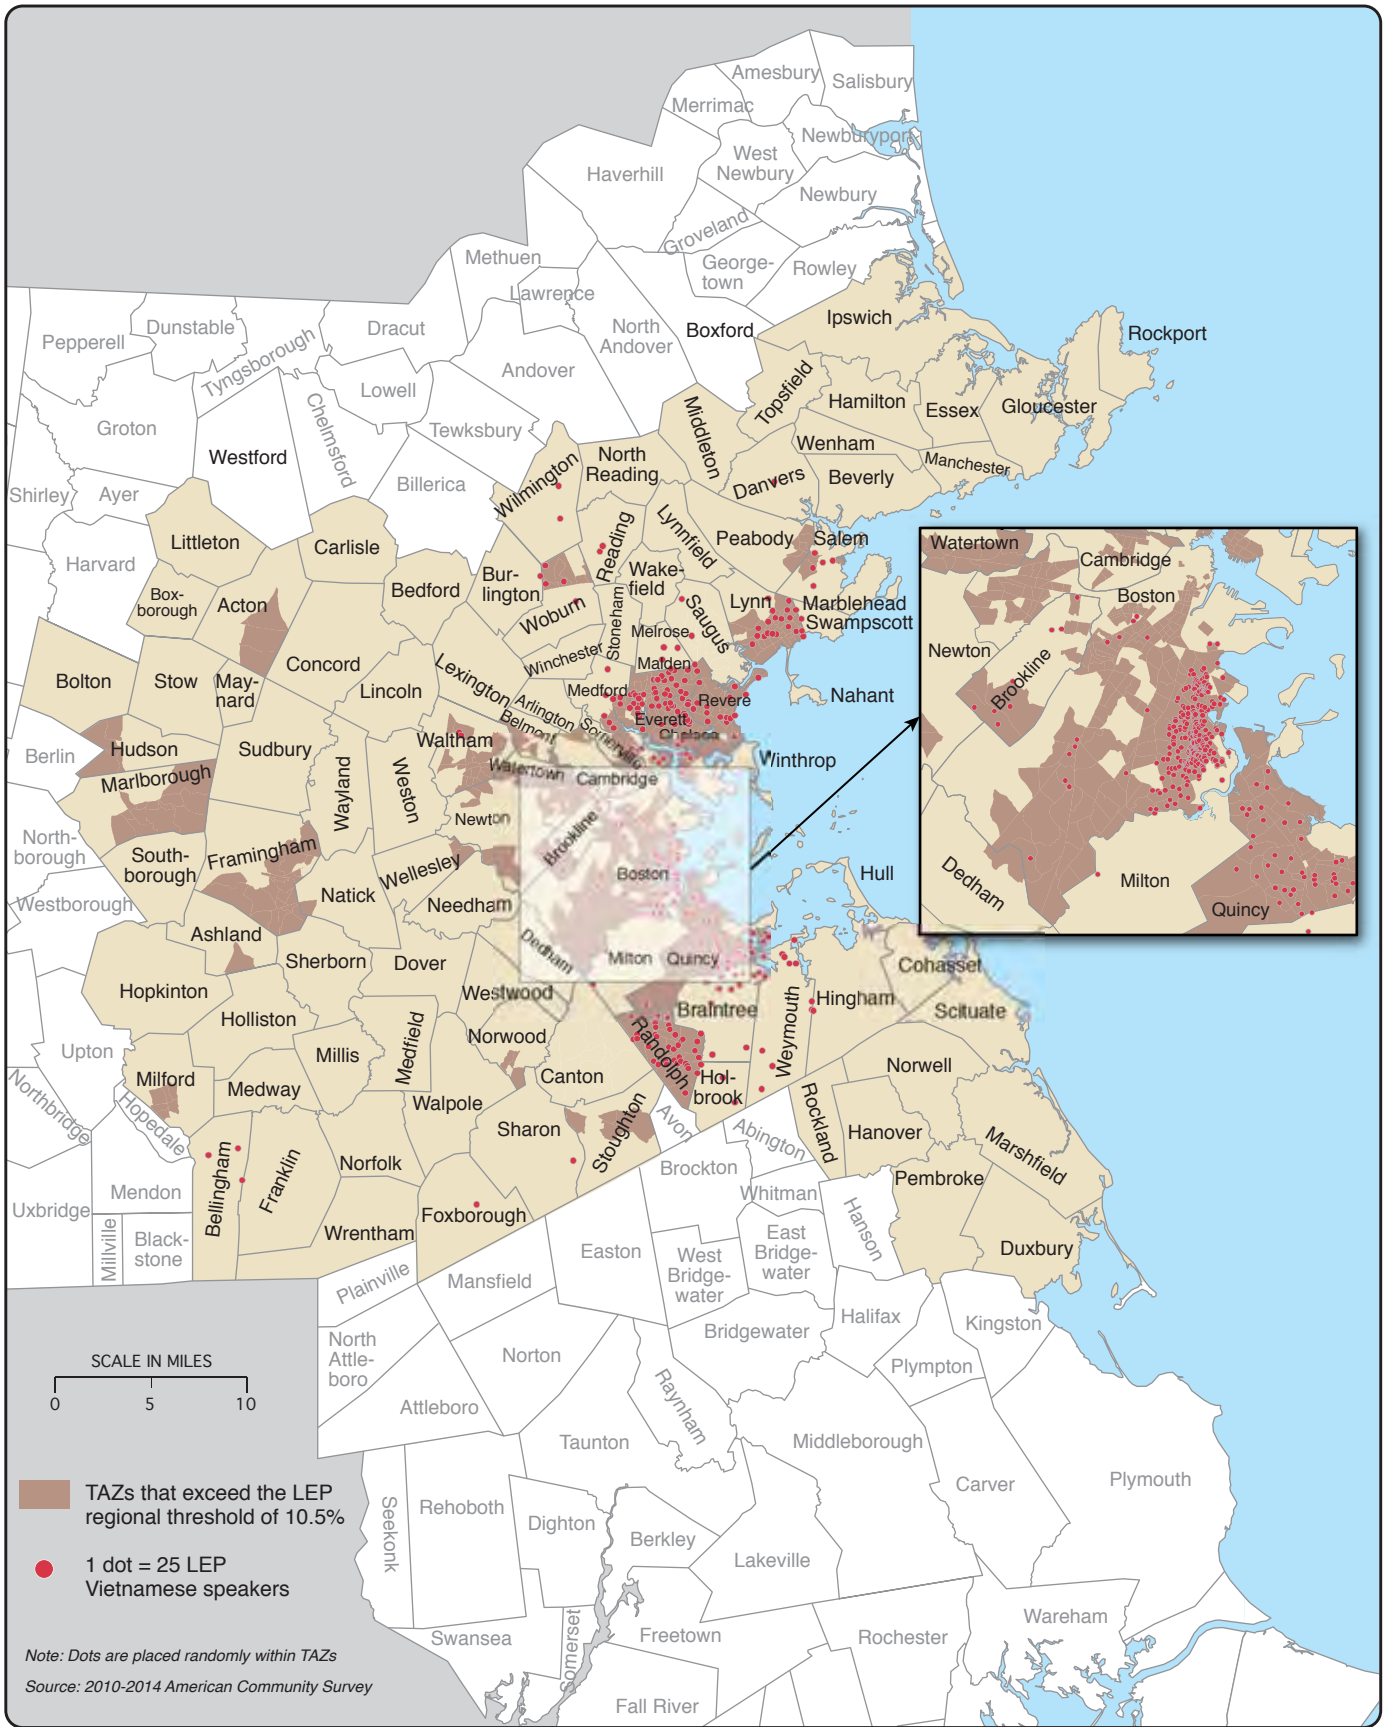 Amesbury
Salisbury
Merrimac
Newburyport
West
Newbury
Haverhill
Newbury
Groveland
Methuen
George-
town
Rowley
Lawrence
Ipswich
Pepperell
Dunstable
Tyngsborough
Dracut
North
Andover
Boxford
Rockport
Andover
Lowell
Topsfield
Hamilton
Essex
Gloucester
Groton
Chelmsford
Tewksbury
Middleton
Wenham
Westford
North
Reading
Manchester
Shirley
Ayer
Billerica
Wilmington
Danvers
Beverly
Littleton
Carlisle
Reading
Lynnfield
Peabody
Salem
Harvard
Box-
borough
Acton
Bedford
Bur-
lington
Wake-
field
Woburn
Stoneham
Saugus
Lynn
Marblehead
Swampscott
Melrose
Winchester
Malden
Concord
Bolton
Stow
May-
nard
Lincoln
Lexington
Medford
Revere
Nahant
Arlington
Everett
Belmont
Somerville
Chelsea
Berlin
Hudson
Sudbury
Waltham
Winthrop
Marlborough
Wayland
Weston
Watertown
Cambridge
Newton
Brookline
North-
borough
South-
borough
Framingham
Wellesley
Boston
Hull
Natick
Needham
Westborough
Ashland
Dedham
Sherborn
Dover
Milton
Quincy
Cohasset
Hopkinton
Westwood
Braintree
Weymouth
Hingham
Scituate
Holliston
Medfield
Norwood
Randolph
Upton
Millis
Norwell
Milford
Medway
Canton
Hol-
brook
Northbridge
Hopedale
Walpole
Rockland
Sharon
Stoughton
Avon
Abington
Hanover
Marshfield
Bellingham
Franklin
Norfolk
Brockton
Pembroke
Mendon
Whitman
Uxbridge
Foxborough
Hanson
Millville
Black-
stone
Wrentham
Easton
West
Bridge-
water
East
Bridge-
water
Duxbury
Plainville
Mansfield
Halifax
Kingston
North
Attle-
boro
Norton
Bridgewater
Plympton
Raynham
Attleboro
Taunton
Middleborough
Carver
Plymouth
Seekonk
Rehoboth
Dighton
Berkley
Lakeville
Swansea
Somerset
Freetown
Rochester
Wareham
Fall River
Watertown
Cambridge
Boston
Newton
Brookline
Dedham
Milton
Quincy
SCALE IN MILES
0 5 10
TAZs that exceed the LEP
regional threshold of 10.5%
1 dot = 25 LEP
Vietnamese speakers
Note: Dots are placed randomly within TAZs
Source: 2010-2014 American Community Survey